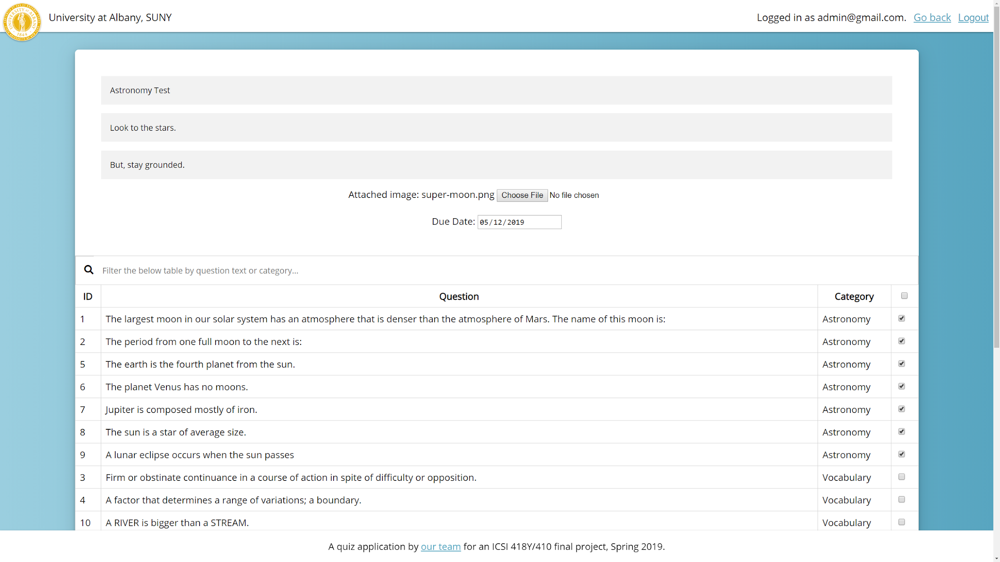 University at Albany, SUNY
Logged in as admin@gmail.com. Go back Logout
UNIVERSITY AT ALBANY
1844
Astronomy Test
Look to the stars.
But, stay grounded.
Attached image: super-moon.png Choose File No file chosen
Due Date: 05/12/2019
Filter the below table by question text or category...
ID Question Category
1 The largest moon in our solar system has an atmosphere that is denser than the atmosphere of Mars. The name of this moon is: Astronomy
2 The period from one full moon to the next is: Astronomy
5 The earth is the fourth planet from the sun. Astronomy
6 The planet Venus has no moons. Astronomy
7 Jupiter is composed mostly of iron. Astronomy
8 The sun is a star of average size. Astronomy
9 A lunar eclipse occurs when the sun passes Astronomy
3 Firm or obstinate continuance in a course of action in spite of difficulty or opposition. Vocabulary
4 A factor that determines a range of variations; a boundary. Vocabulary
10 A RIVER is bigger than a STREAM. Vocabulary
A quiz application by our team for an ICSI 418Y/410 final project, Spring 2019.